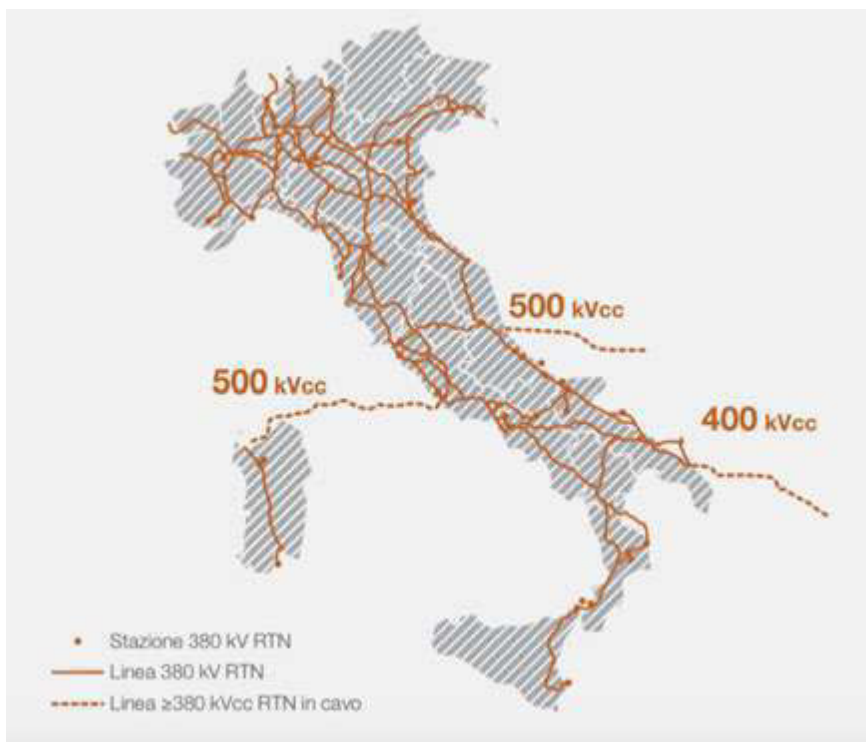 500 kVcc
500 kVcc
400 kVcc
Stazione 380 kV RTN
Linea 380 kV RTN
Linea ≥380 kVcc RTN in cavo